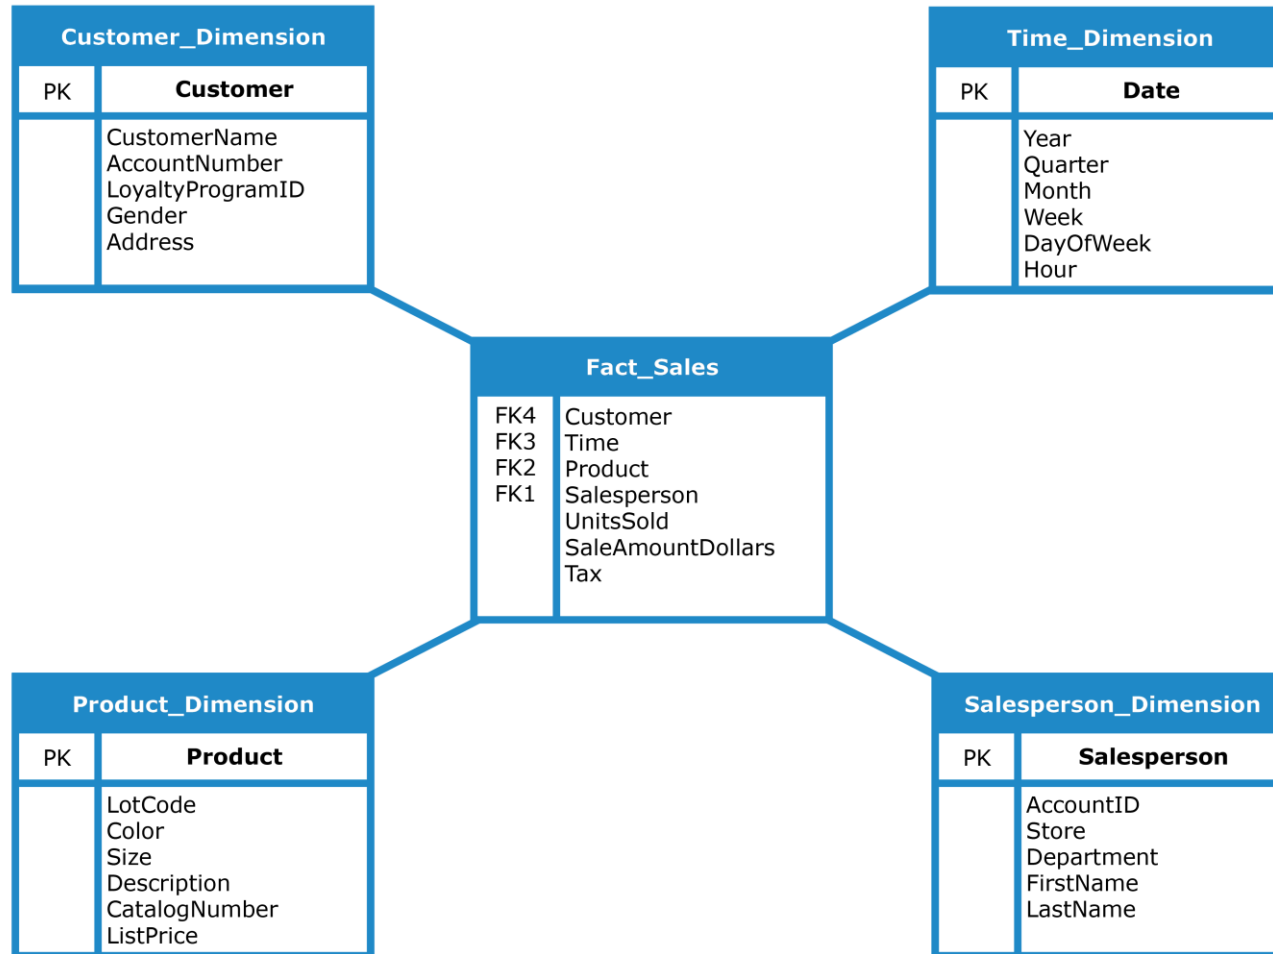 Customer_Dimension
PK Customer
CustomerName
AccountNumber
LoyaltyProgramID
Gender
Address
Time_Dimension
PK Date
Year
Quarter
Month
Week
DayOfWeek
Hour
Fact_Sales
FK4 Customer
FK3 Time
FK2 Product
FK1 Salesperson
UnitsSold
SaleAmountDollars
Tax
Product_Dimension
PK Product
LotCode
Color
Size
Description
CatalogNumber
ListPrice
Salesperson_Dimension
PK Salesperson
AccountID
Store
Department
FirstName
LastName